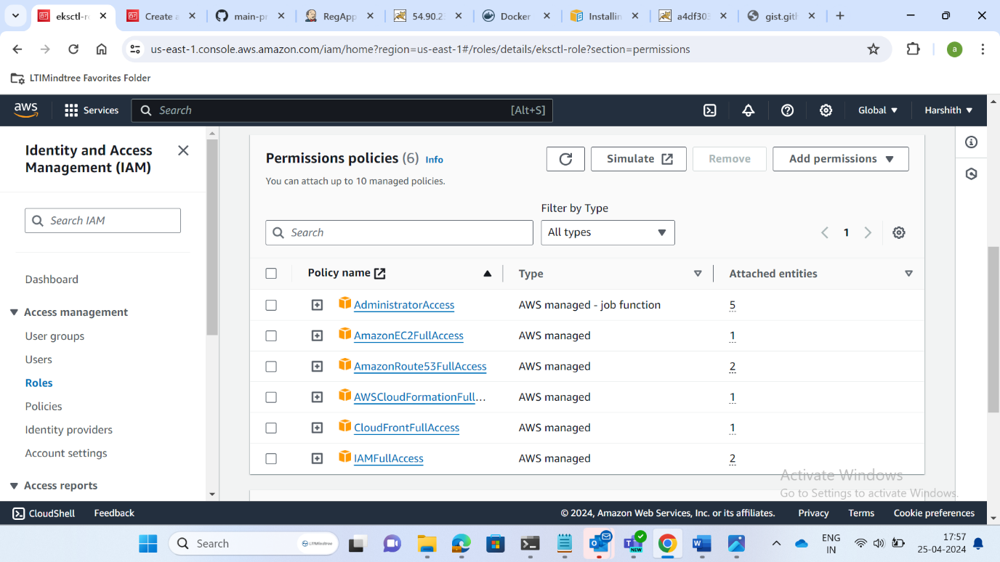 eksctl-ro
Create a
main-pr
RegApp
54.90.2
Docker
Installin
a4df303
gist.gith
us-east-1.console.aws.amazon.com/iam/home?region=us-east-1#/roles/details/eksctl-role?section=permissions
a
LTIMindtree Favorites Folder
aws
Services
Search
[Alt+S]
Global
Harshith
Identity and Access
Management (IAM)
Search IAM
Dashboard
Access management
User groups
Users
Roles
Policies
Identity providers
Account settings
Access reports
Permissions policies (6) Info
You can attach up to 10 managed policies.
Simulate
Remove
Add permissions
Filter by Type
Search
All types
1
Policy name
Type
Attached entities
AdministratorAccess AWS managed - job function 5
AmazonEC2FullAccess AWS managed 1
AmazonRoute53FullAccess AWS managed 2
AWSCloudFormationFull... AWS managed 1
CloudFrontFullAccess AWS managed 1
IAMFullAccess AWS managed 2
Activate Windows
Go to Settings to activate Windows.
CloudShell
Feedback
© 2024, Amazon Web Services, Inc. or its affiliates.
Privacy
Terms
Cookie preferences
Search
LTIMindtree
NEW
ENG
IN
17:57
25-04-2024